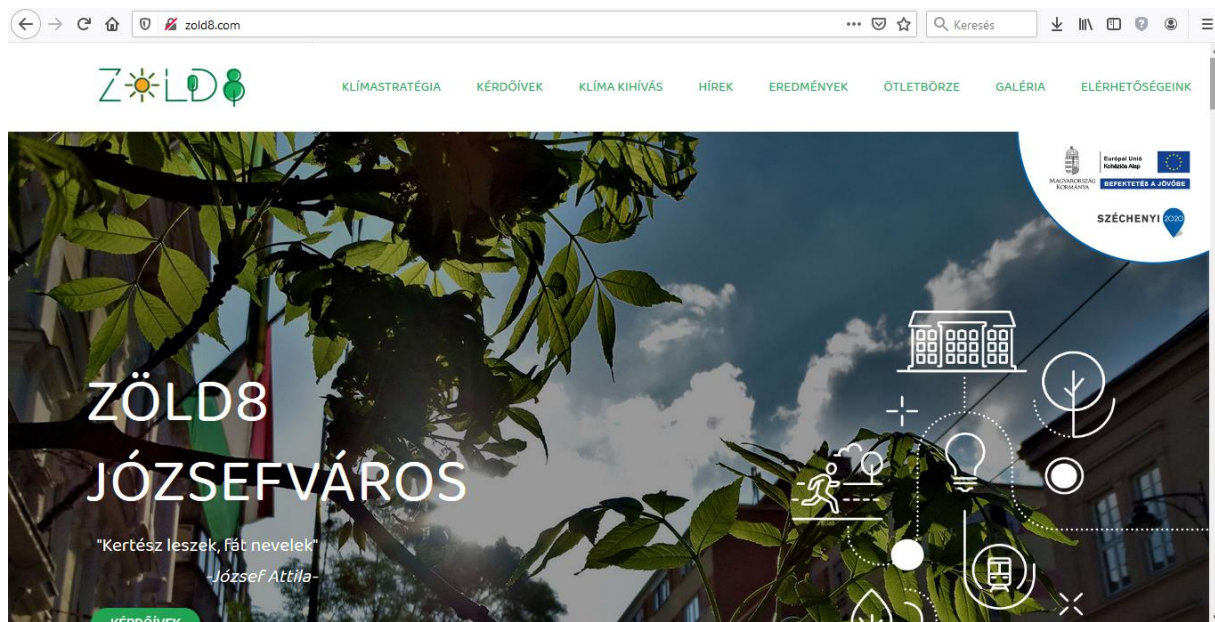 zold8.com
Keresés
ZÖLD8
KLÍMASTRATÉGIA KÉRDŐÍVEK KLÍMA KIHÍVÁS HÍREK EREDMÉNYEK ÖTLETBÖRZE GALÉRIA ELÉRHETŐSÉGEINK
MAGYARORSZÁG
KORMÁNYA
Európai Unió
Kohéziós Alap
BEFEKTETÉS A JÖVŐBE
SZÉCHENYI 2020
ZÖLD8
JÓZSEFVÁROS
"Kertész leszek, fát nevelek"
-József Attila-
KÉRDŐÍVEK